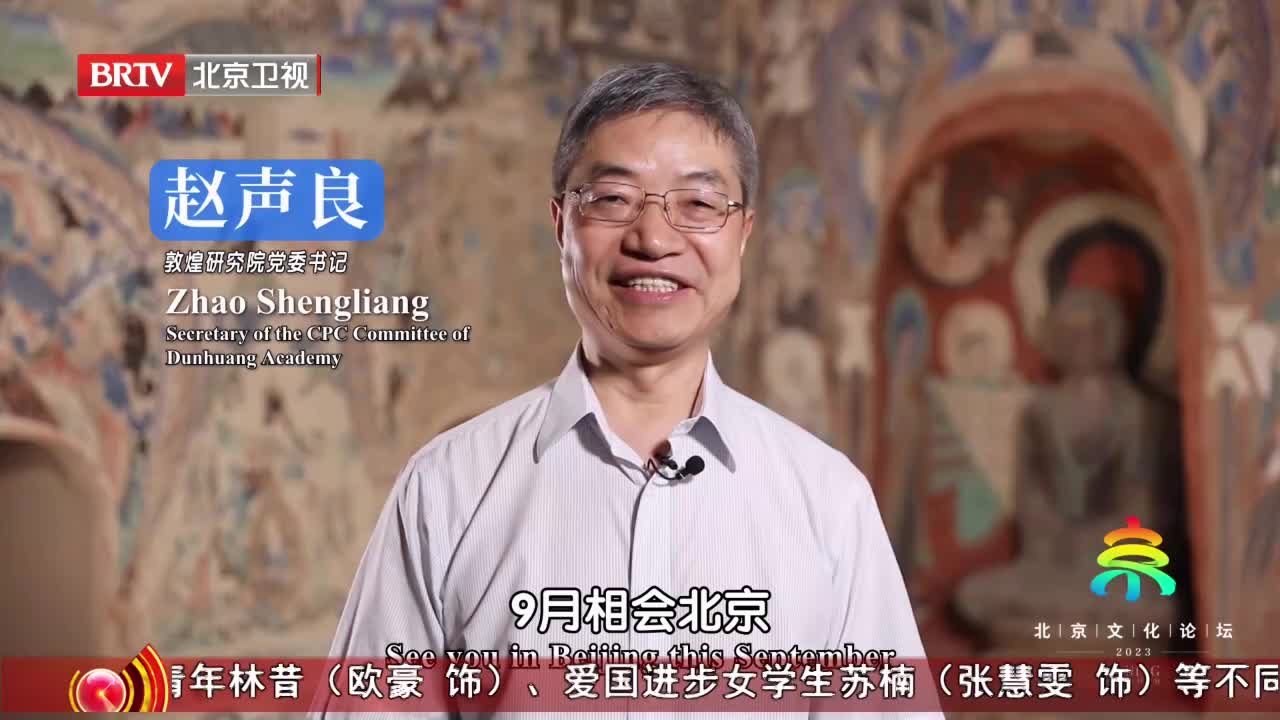 BRTV 北京卫视
赵声良
敦煌研究院党委书记
Zhao Shengliang
Secretary of the CPC Committee of
Dunhuang Academy
9月相会北京
See you in Beijing this September
北|京|文|化|论|坛
2023
青年林昔（欧豪 饰）、爱国进步女学生苏楠（张慧雯 饰）等不同